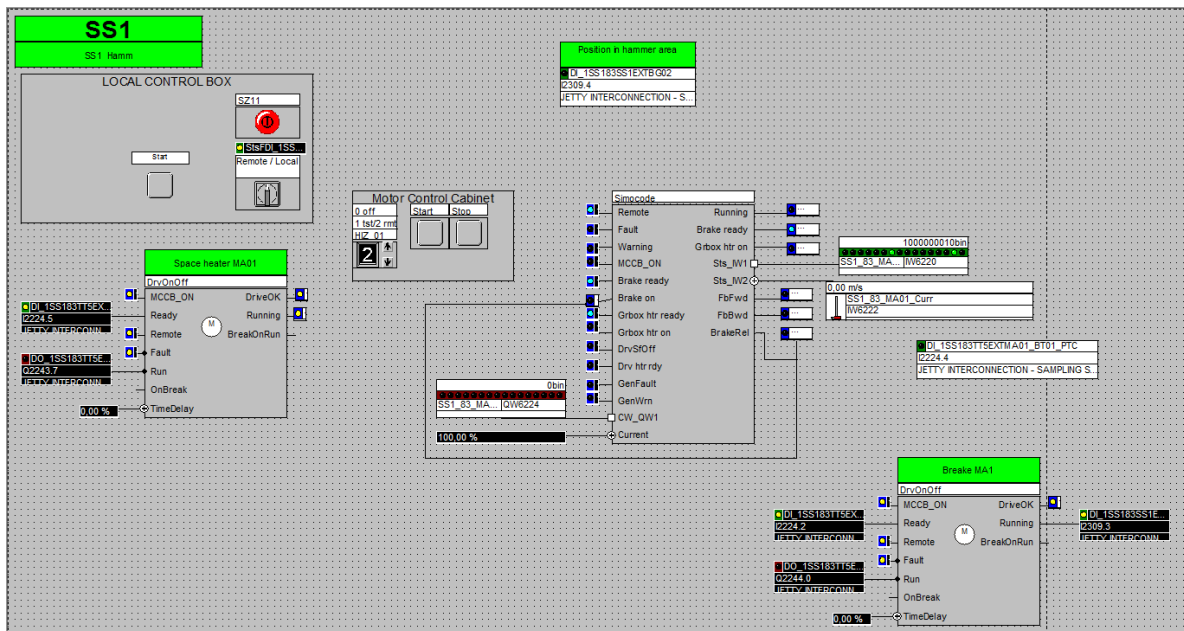 SS1
SS1 Hamm
LOCAL CONTROL BOX
SZ11
StsFDI_1SS...
Remote / Local
Start
Position in hammer area
DI_1SS183SS1EXTBG02
I2309.4
JETTY INTERCONNECTION - S...
Motor Control Cabinet
0 off
1 tst/2 rmt
HIZ_01
2
Start
Stop
Simocode
Remote
Running
Fault
Brake ready
Warning
Grbox htr on
MCCB_ON
Sts_IW1
Brake ready
Sts_IW2
Brake on
FbFwd
Grbox htr ready
FbBwd
Grbox htr on
BrakeRel
DrvSfOff
Drv htr rdy
GenFault
GenWrn
CW_QW1
Current
1000000010bin
SS1_83_MA...
IW6220
0,00 m/s
SS1_83_MA01_Curr
IW6222
DI_1SS183TT5EXTMA01_BT01_PTC
I2224.4
JETTY INTERCONNECTION - SAMPLING S...
0bin
SS1_83_MA...
QW6224
100,00 %
Space heater MA01
DrvOnOff
MCCB_ON
DriveOK
Ready
Running
Remote
BreakOnRun
Fault
Run
OnBreak
TimeDelay
M
DI_1SS183TT5EX...
I2224.5
JETTY INTERCONN
DO_1SS183TT5E...
Q2243.7
JETTY INTERCONN
0,00 %
Breake MA1
DrvOnOff
MCCB_ON
DriveOK
Ready
Running
Remote
BreakOnRun
Fault
Run
OnBreak
TimeDelay
M
DI_1SS183TT5EX...
I2224.2
JETTY INTERCONN
DI_1SS183SS1E...
I2309.3
JETTY INTERCONN
DO_1SS183TT5E...
Q2244.0
JETTY INTERCONN
0,00 %